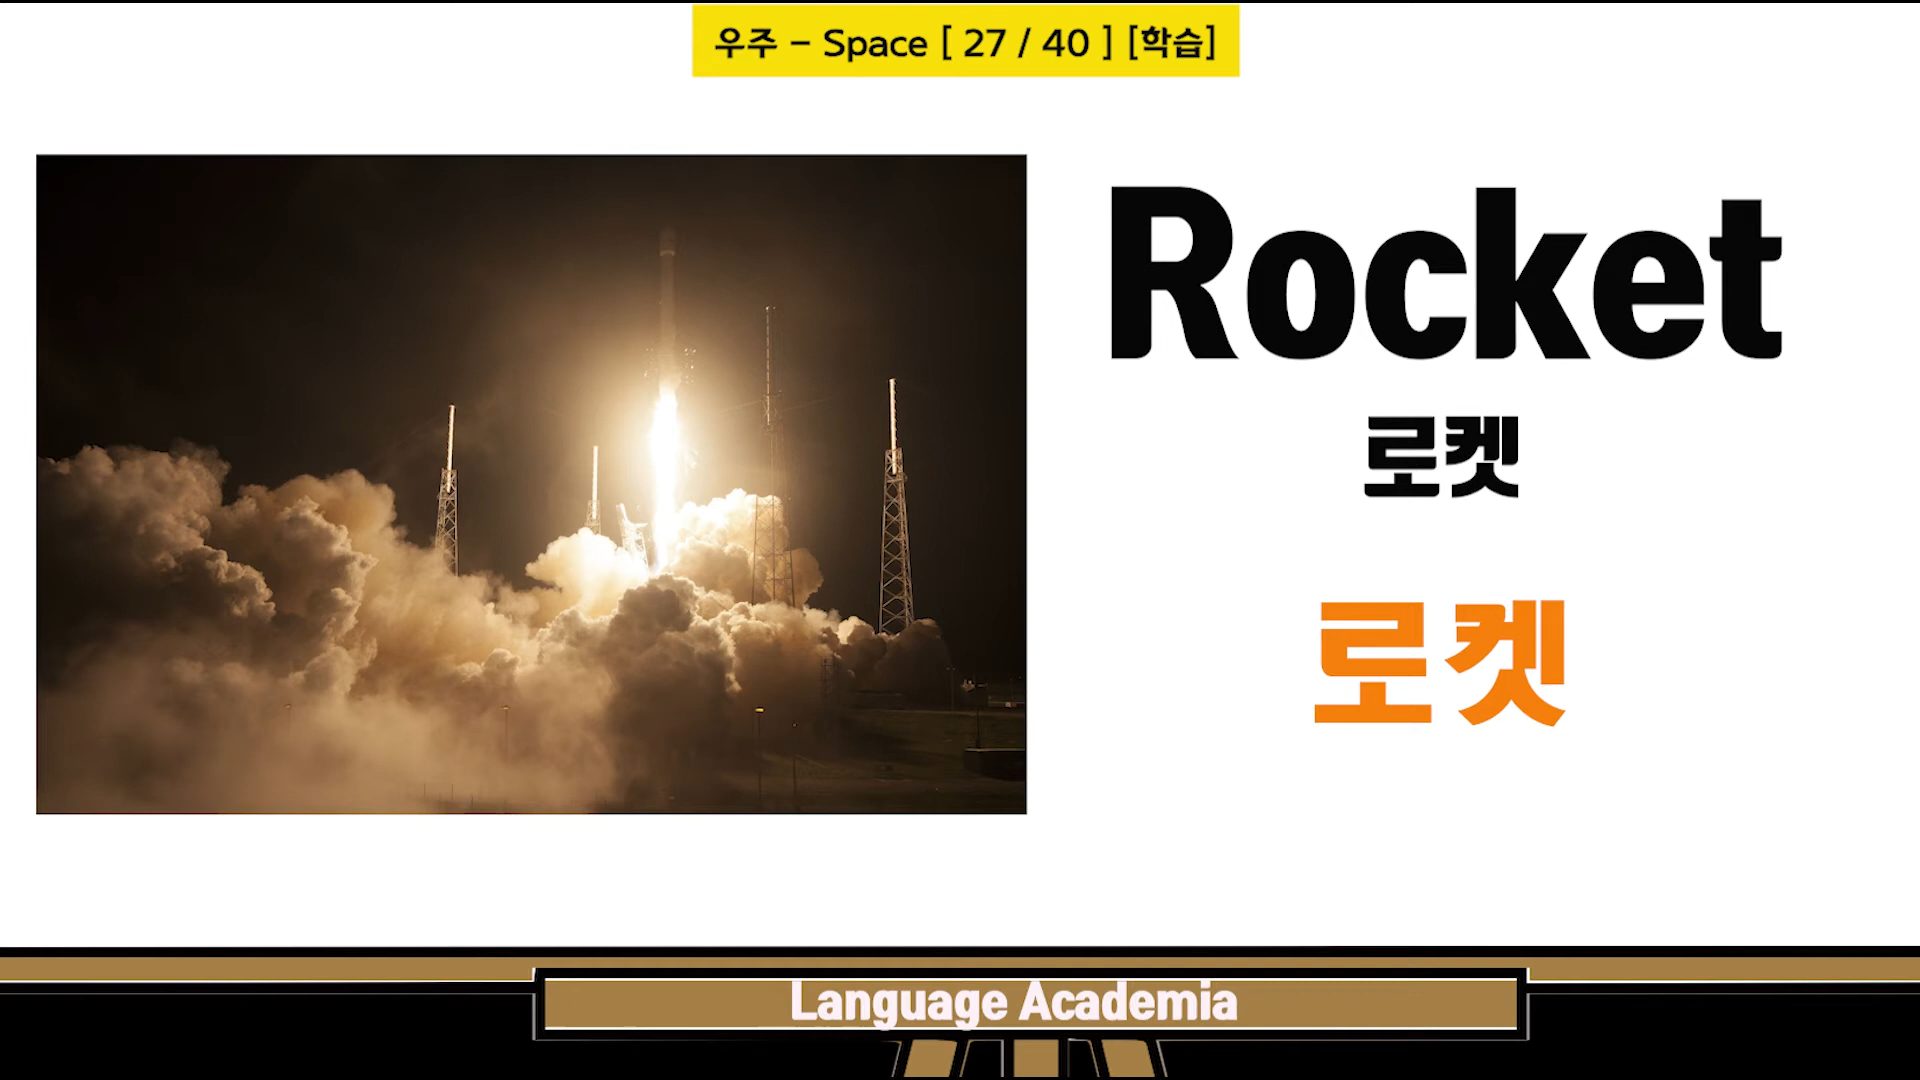 우주 - Space [ 27 / 40 ] [학습]
Rocket
로켓
로켓
Language Academia